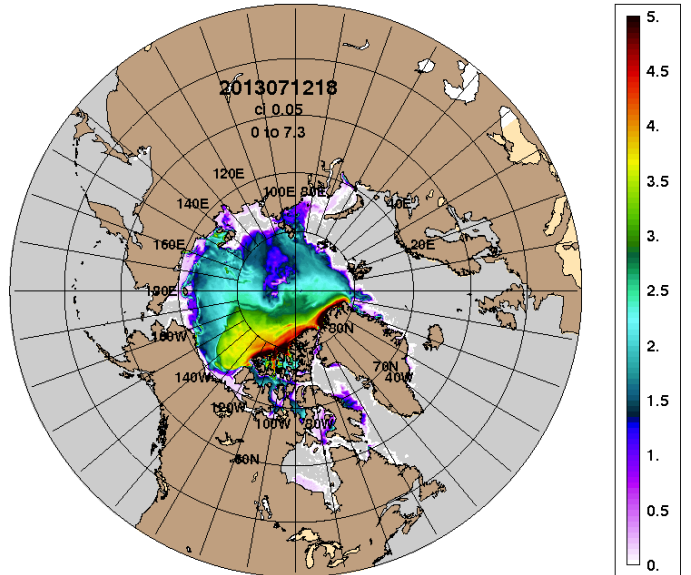 2013071218
ci 0.05
0 to 7.3
120E
100E
80E
140E
40E
160E
20E
180E
160W
80N
70N
140W
40W
120W
100W
80W
60N
5.
4.5
4.
3.5
3.
2.5
2.
1.5
1.
0.5
0.